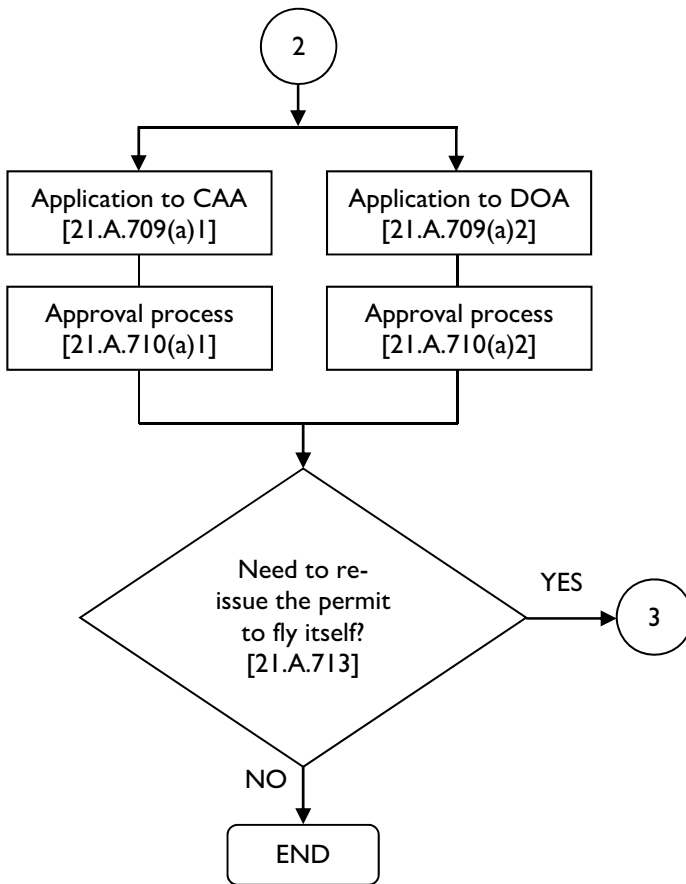 2
Application to CAA
[21.A.709(a)1]
Application to DOA
[21.A.709(a)2]
Approval process
[21.A.710(a)1]
Approval process
[21.A.710(a)2]
Need to re-
issue the permit
to fly itself?
[21.A.713]
YES
3
NO
END